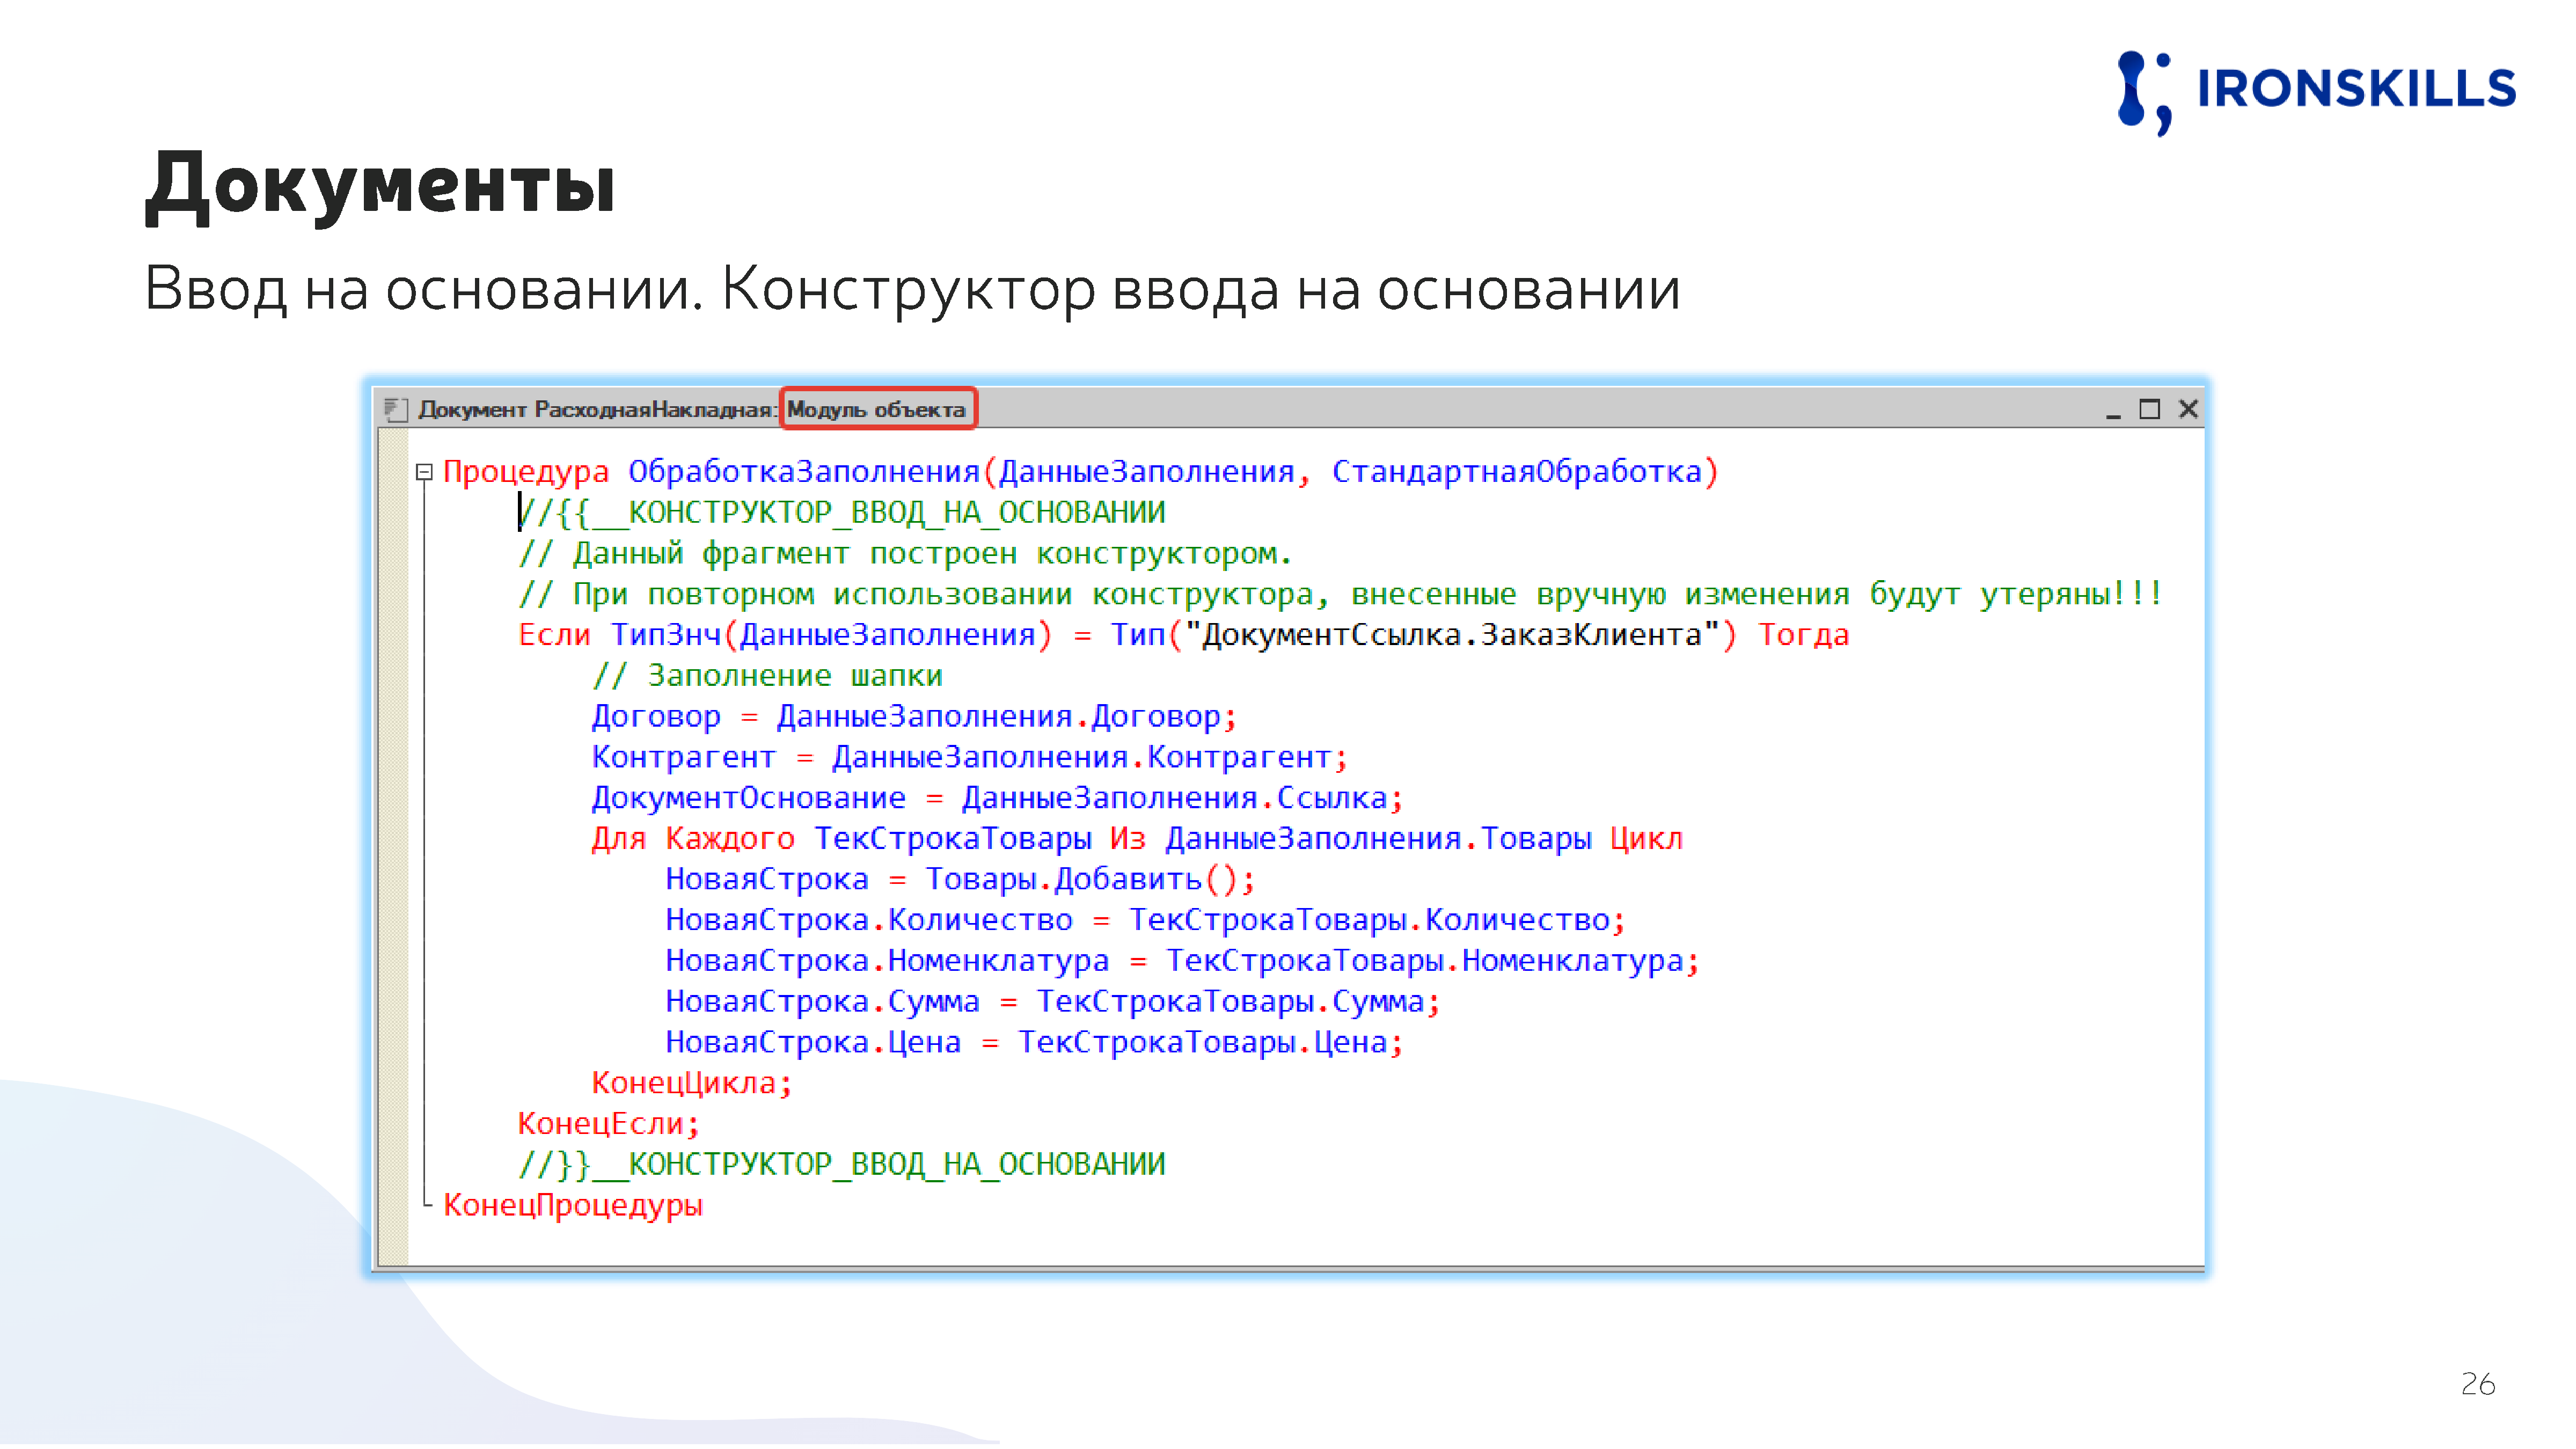 IRONSKILLS
Документы
Ввод на основании. Конструктор ввода на основании
Документ РасходнаяНакладная: Модуль объекта
Процедура ОбработкаЗаполнения(ДанныеЗаполнения, СтандартнаяОбработка)
//{{__КОНСТРУКТОР_ВВОД_НА_ОСНОВАНИИ
// Данный фрагмент построен конструктором.
// При повторном использовании конструктора, внесенные вручную изменения будут утеряны!!!
Если ТипЗнч(ДанныеЗаполнения) = Тип("ДокументСсылка.ЗаказКлиента") Тогда
// Заполнение шапки
Договор = ДанныеЗаполнения.Договор;
Контрагент = ДанныеЗаполнения.Контрагент;
ДокументОснование = ДанныеЗаполнения.Ссылка;
Для Каждого ТекСтрокаТовары Из ДанныеЗаполнения.Товары Цикл
НоваяСтрока = Товары.Добавить();
НоваяСтрока.Количество = ТекСтрокаТовары.Количество;
НоваяСтрока.Номенклатура = ТекСтрокаТовары.Номенклатура;
НоваяСтрока.Сумма = ТекСтрокаТовары.Сумма;
НоваяСтрока.Цена = ТекСтрокаТовары.Цена;
КонецЦикла;
КонецЕсли;
//}}__КОНСТРУКТОР_ВВОД_НА_ОСНОВАНИИ
КонецПроцедуры
26